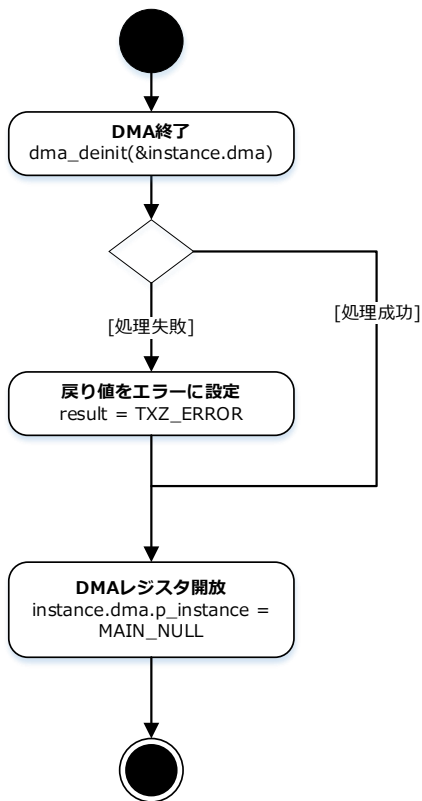 DMA終了
dma_deinit(&instance.dma)
[処理失敗]
[処理成功]
戻り値をエラーに設定
result = TXZ_ERROR
DMAレジスタ開放
instance.dma.p_instance =
MAIN_NULL